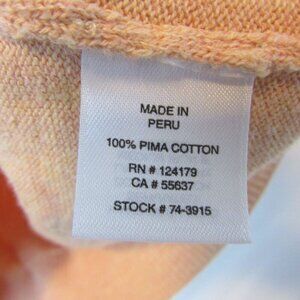 MADE IN
PERU
100% PIMA COTTON
RN # 124179
CA # 55637
STOCK # 74-3915